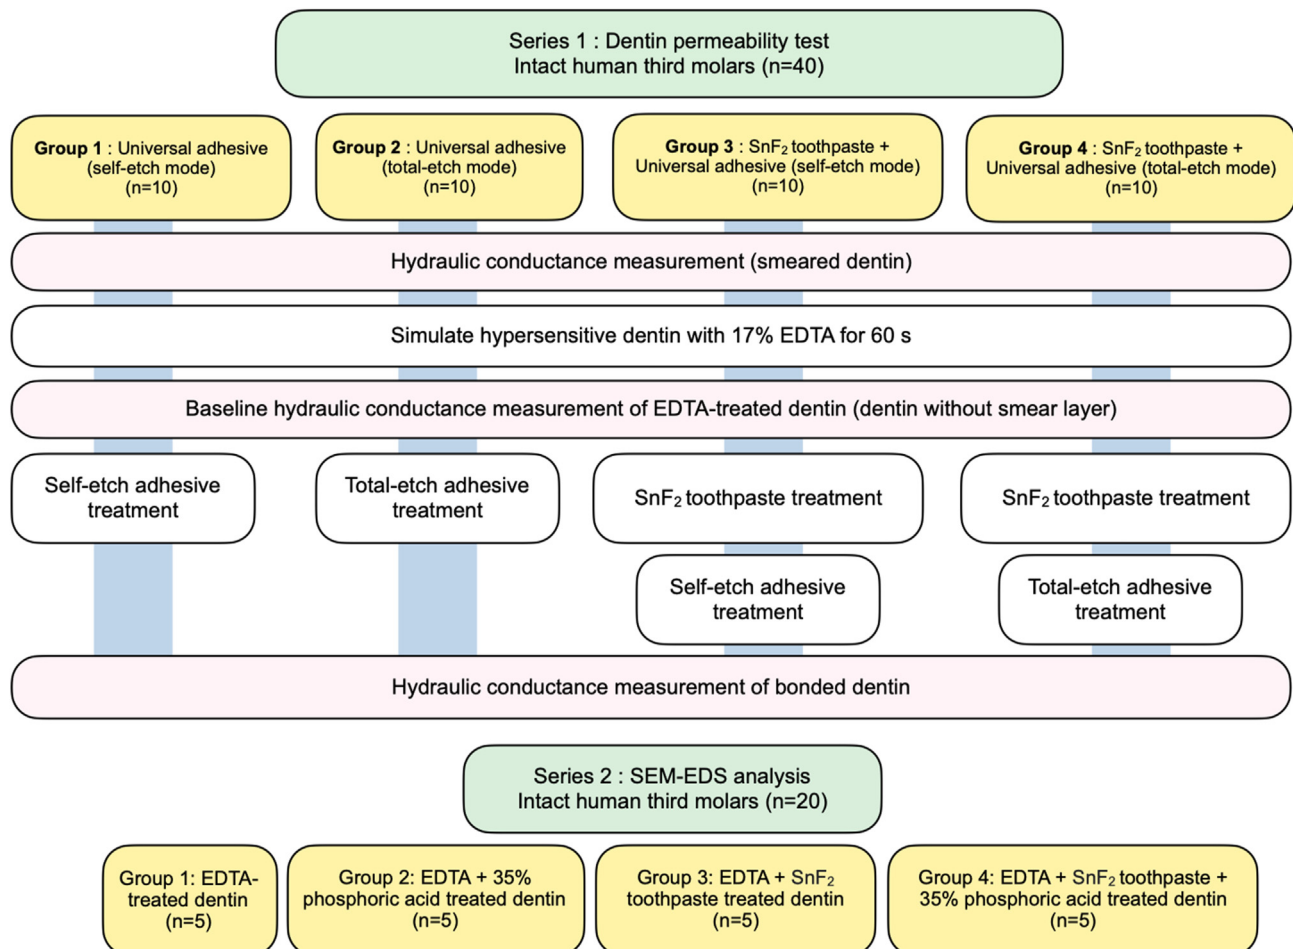 Series 1 : Dentin permeability test
Intact human third molars (n=40)
Group 1 : Universal adhesive
(self-etch mode)
(n=10)
Group 2 : Universal adhesive
(total-etch mode)
(n=10)
Group 3 : SnF₂ toothpaste +
Universal adhesive (self-etch mode)
(n=10)
Group 4 : SnF₂ toothpaste +
Universal adhesive (total-etch mode)
(n=10)
Hydraulic conductance measurement (smeared dentin)
Simulate hypersensitive dentin with 17% EDTA for 60 s
Baseline hydraulic conductance measurement of EDTA-treated dentin (dentin without smear layer)
Self-etch adhesive
treatment
Total-etch adhesive
treatment
SnF₂ toothpaste treatment
SnF₂ toothpaste treatment
Self-etch adhesive
treatment
Total-etch adhesive
treatment
Hydraulic conductance measurement of bonded dentin
Series 2 : SEM-EDS analysis
Intact human third molars (n=20)
Group 1: EDTA-
treated dentin
(n=5)
Group 2: EDTA + 35%
phosphoric acid treated dentin
(n=5)
Group 3: EDTA + SnF₂
toothpaste treated dentin
(n=5)
Group 4: EDTA + SnF₂ toothpaste +
35% phosphoric acid treated dentin
(n=5)